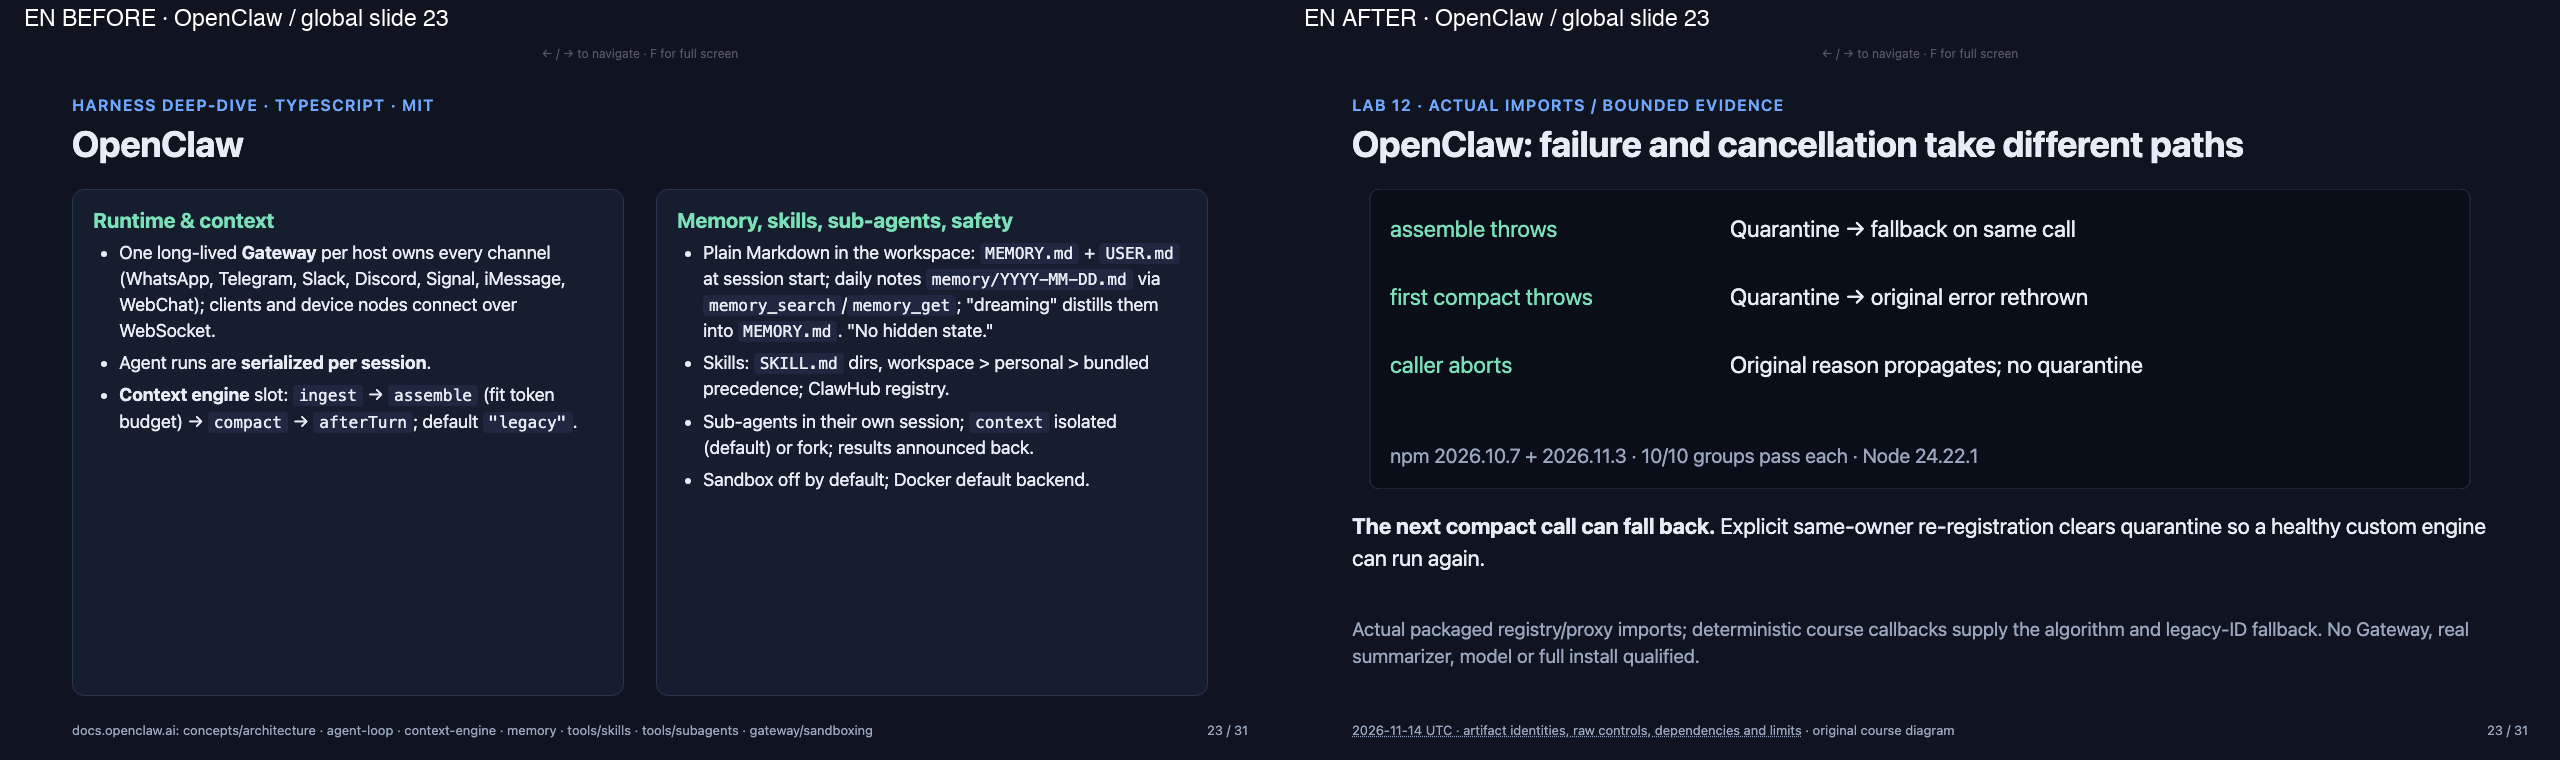 EN BEFORE · OpenClaw / global slide 23
← / → to navigate · F for full screen
HARNESS DEEP-DIVE · TYPESCRIPT · MIT
OpenClaw
Runtime & context
• One long-lived Gateway per host owns every channel
(WhatsApp, Telegram, Slack, Discord, Signal, iMessage,
WebChat); clients and device nodes connect over
WebSocket.
• Agent runs are serialized per session.
• Context engine slot: ingest → assemble (fit token
budget) → compact → afterTurn; default "legacy".
Memory, skills, sub-agents, safety
• Plain Markdown in the workspace: MEMORY.md + USER.md
at session start; daily notes memory/YYYY-MM-DD.md via
memory_search / memory_get; "dreaming" distills them
into MEMORY.md. "No hidden state."
• Skills: SKILL.md dirs, workspace > personal > bundled
precedence; ClawHub registry.
• Sub-agents in their own session; context isolated
(default) or fork; results announced back.
• Sandbox off by default; Docker default backend.
docs.openclaw.ai: concepts/architecture · agent-loop · context-engine · memory · tools/skills · tools/subagents · gateway/sandboxing
23 / 31
EN AFTER · OpenClaw / global slide 23
← / → to navigate · F for full screen
LAB 12 · ACTUAL IMPORTS / BOUNDED EVIDENCE
OpenClaw: failure and cancellation take different paths
assemble throws
Quarantine → fallback on same call
first compact throws
Quarantine → original error rethrown
caller aborts
Original reason propagates; no quarantine
npm 2026.10.7 + 2026.11.3 · 10/10 groups pass each · Node 24.22.1
The next compact call can fall back. Explicit same-owner re-registration clears quarantine so a healthy custom engine
can run again.
Actual packaged registry/proxy imports; deterministic course callbacks supply the algorithm and legacy-ID fallback. No Gateway, real
summarizer, model or full install qualified.
2026-11-14 UTC · artifact identities, raw controls, dependencies and limits · original course diagram
23 / 31